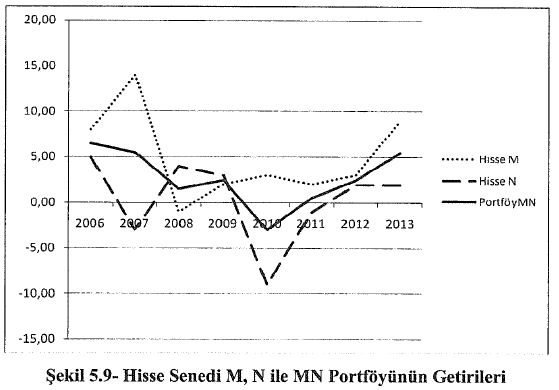 20,00
15,00
10,00
5,00
0,00
-5,00
-10,00
-15,00
2006 2007 2008 2009 2010 2011 2012 2013
Hisse M
Hisse N
PortföyMN
Şekil 5.9- Hisse Senedi M, N ile MN Portföyünün Getirileri